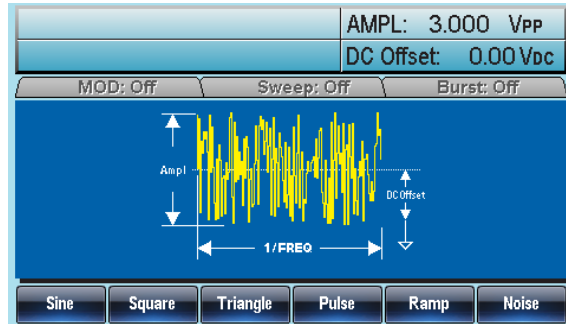 AMPL: 3.000 VPP
DC Offset: 0.00 VDC
MOD: Off Sweep: Off Burst: Off
Ampl
DC Offset
1/FREQ
Sine Square Triangle Pulse Ramp Noise